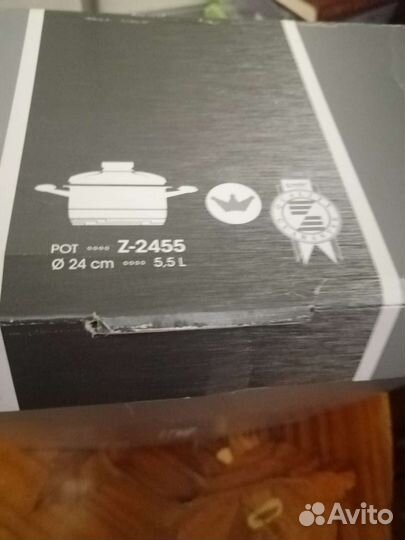 POT •••• Z-2455
Ø 24 cm •••• 5,5 L
Avito